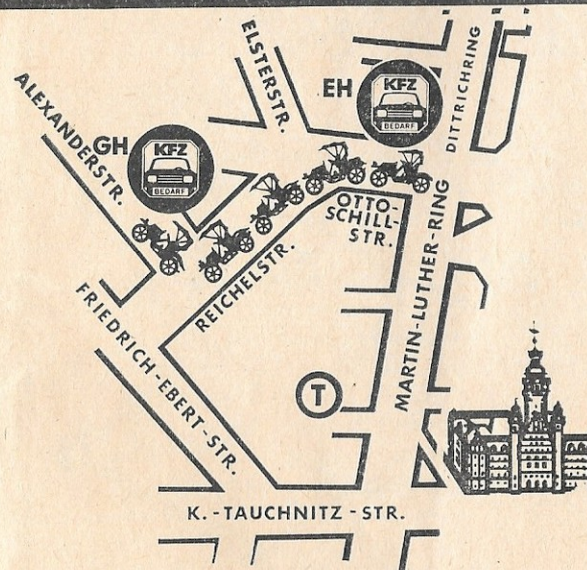 ELSTERSTR.
DITTRICHRING
EH
KFZ
BEDARF
ALEXANDERSTR.
GH
KFZ
BEDARF
OTTO-
SCHILL-
STR.
MARTIN-LUTHER-RING
REICHELSTR.
FRIEDRICH-EBERT-STR.
T
K.-TAUCHNITZ-STR.